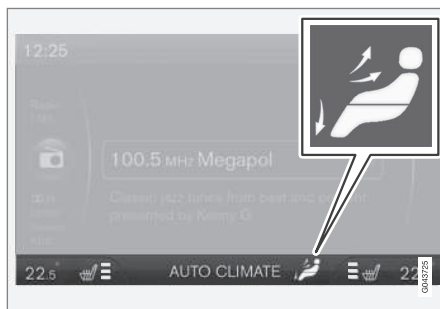 12:25
Radio
100.5 MHz Megapol
Classic jazz tunes from past and present
presented by Kenny G
22.5° AUTO CLIMATE 22
G043725